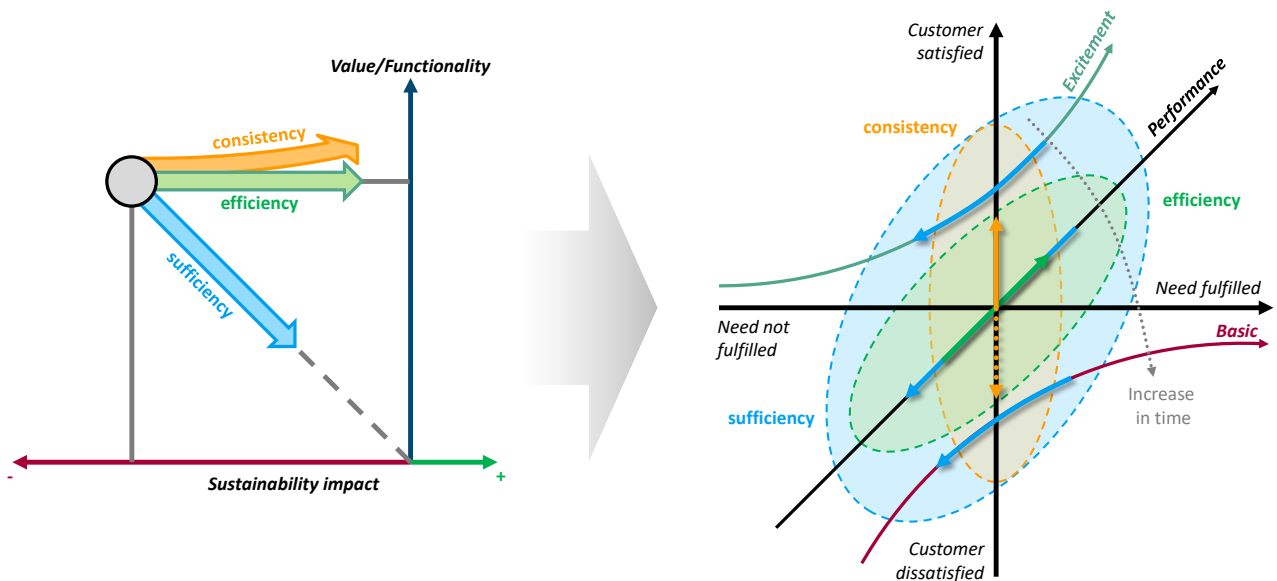 Value/Functionality
consistency
efficiency
sufficiency
-
Sustainability impact
+
Customer
satisfied
Excitement
Performance
consistency
efficiency
Need fulfilled
Need not
fulfilled
Basic
Increase
in time
sufficiency
Customer
dissatisfied